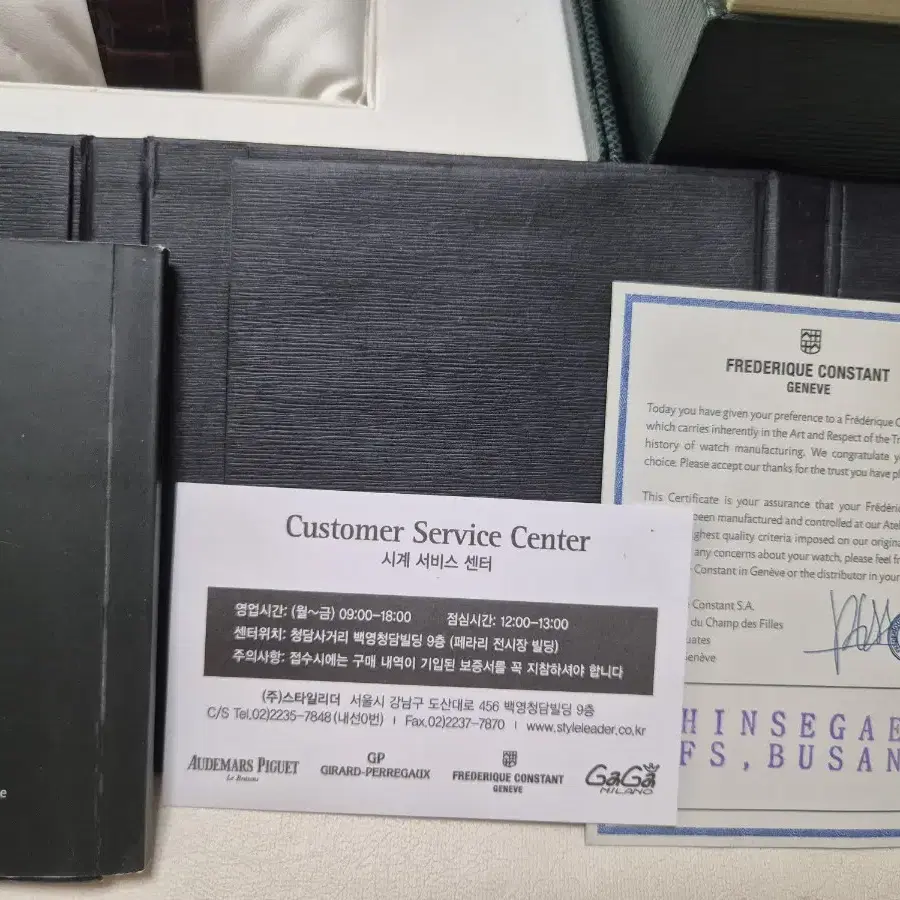 FREDERIQUE CONSTANT
GENEVE
Today you have given your preference to a Frédérique
which carries inherently in the Art and Respect of the
history of watch manufacturing. We congratulate
choice. Please accept our thanks for the trust you have
This Certificate is your assurance that your
been manufactured and controlled at our
quality criteria imposed on our
any concerns about your watch, please feel
Constant in Genève or the distributor in your
Constant S.A.
du Champ des Filles
Genève
HINSEGAE
FS, BUSAN
Customer Service Center
시계 서비스 센터
영업시간: (월~금) 09:00-18:00 점심시간: 12:00-13:00
센터위치: 청담사거리 백영청담빌딩 9층 (페라리 전시장 빌딩)
주의사항: 접수시에는 구매 내역이 기입된 보증서를 꼭 지참하셔야 합니다
(주)스타일리더 서울시 강남구 도산대로 456 백영청담빌딩 9층
C/S Tel.02)2235-7848 (내선0번) | Fax.02)2237-7870 | www.styleleader.co.kr
AUDEMARS PIGUET
Le Brassus
GP
GIRARD-PERREGAUX
FREDERIQUE CONSTANT
GENEVE
GaGà
MILANO